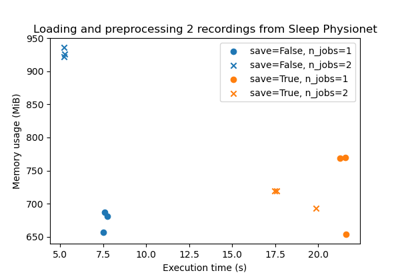 Loading and preprocessing 2 recordings from Sleep Physionet
save=False, n_jobs=1
save=False, n_jobs=2
save=True, n_jobs=1
save=True, n_jobs=2
Memory usage (MiB)
950
900
850
800
750
700
650
5.0 7.5 10.0 12.5 15.0 17.5 20.0
Execution time (s)